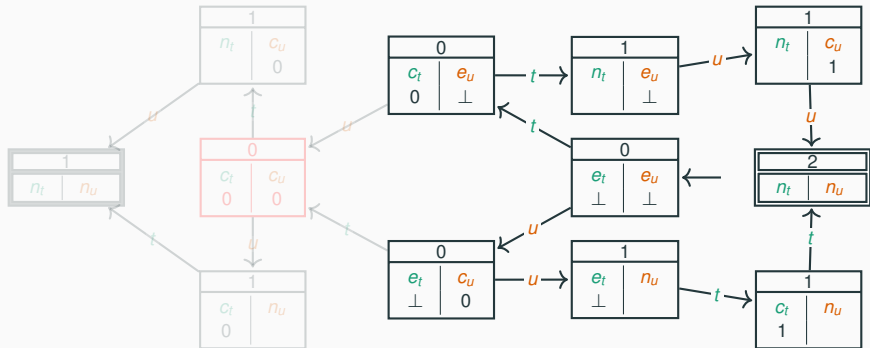 1
n_t c_u
0
1
n_t c_u
1
0
c_t e_u
0 ⊥
1
n_t e_u
⊥
t
u
u
u
t
t
u
1
n_t n_u
0
c_t c_u
0 0
0
e_t e_u
⊥ ⊥
2
n_t n_u
t
u
t
u
t
0
e_t c_u
⊥ 0
1
e_t n_u
⊥
u
t
1
c_t n_u
0
1
c_t n_u
1